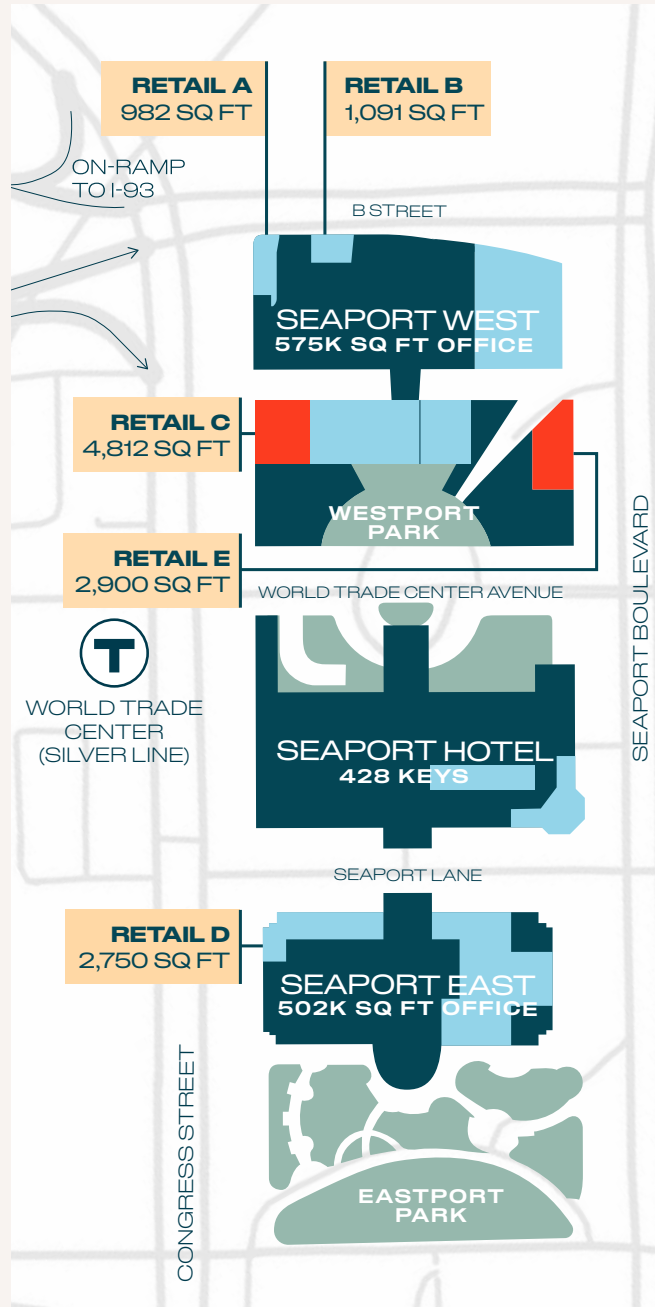 RETAIL A
982 SQ FT
RETAIL B
1,091 SQ FT
ON-RAMP
TO I-93
B STREET
SEAPORT WEST
575K SQ FT OFFICE
RETAIL C
4,812 SQ FT
WESTPORT
PARK
RETAIL E
2,900 SQ FT
WORLD TRADE CENTER AVENUE
SEAPORT BOULEVARD
T
WORLD TRADE
CENTER
(SILVER LINE)
SEAPORT HOTEL
428 KEYS
SEAPORT LANE
RETAIL D
2,750 SQ FT
SEAPORT EAST
502K SQ FT OFFICE
CONGRESS STREET
EASTPORT
PARK